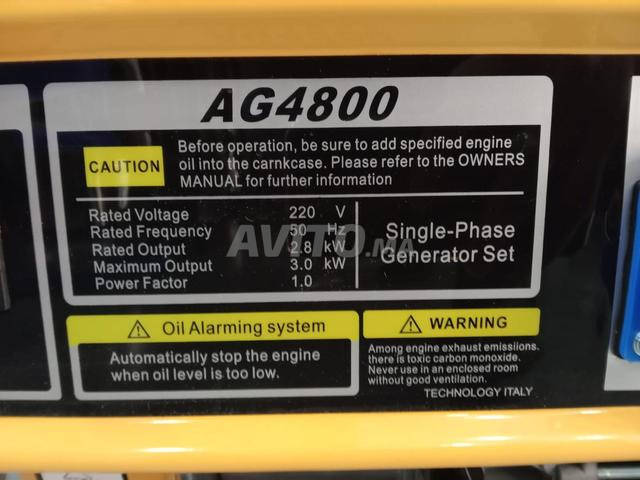 AG4800
CAUTION
Before operation, be sure to add specified engine
oil into the carnkcase. Please refer to the OWNERS
MANUAL for further information
Rated Voltage 220 V
Rated Frequency 50 Hz
Rated Output 2.8 kW
Maximum Output 3.0 kW
Power Factor 1.0
Single-Phase
Generator Set
AVITO.MA
Oil Alarming system
Automatically stop the engine
when oil level is too low.
WARNING
Among engine exhaust emissions.
there is toxic carbon monoxide.
Never use in an enclosed room
without good ventilation.
TECHNOLOGY ITALY